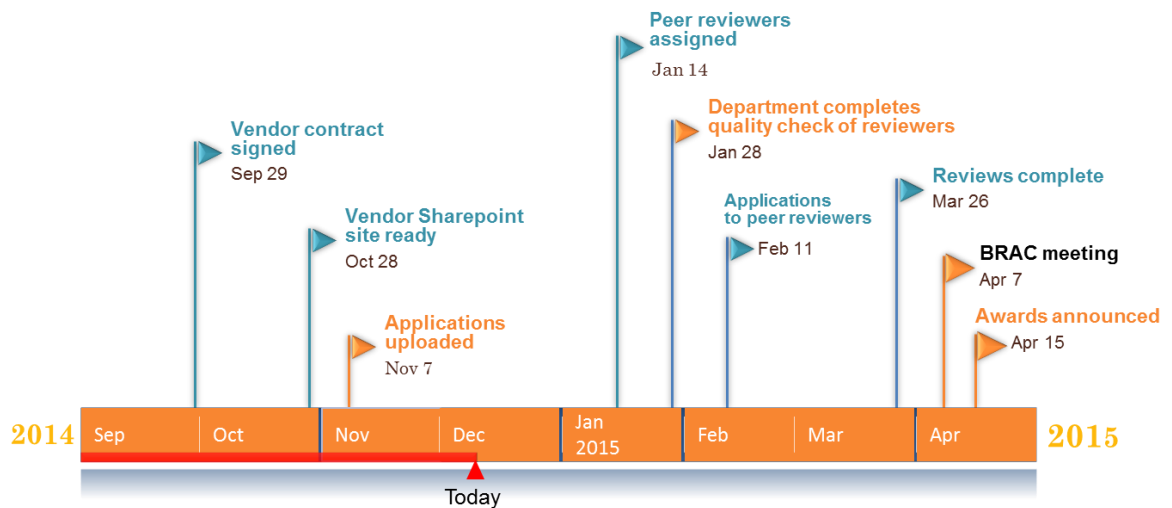 Peer reviewers
assigned
Jan 14
Vendor contract
signed
Sep 29
Department completes
quality check of reviewers
Jan 28
Reviews complete
Mar 26
Vendor Sharepoint
site ready
Oct 28
Applications
to peer reviewers
Feb 11
BRAC meeting
Apr 7
Applications
uploaded
Nov 7
Awards announced
Apr 15
2014
Sep
Oct
Nov
Dec
Jan
2015
Feb
Mar
Apr
2015
Today